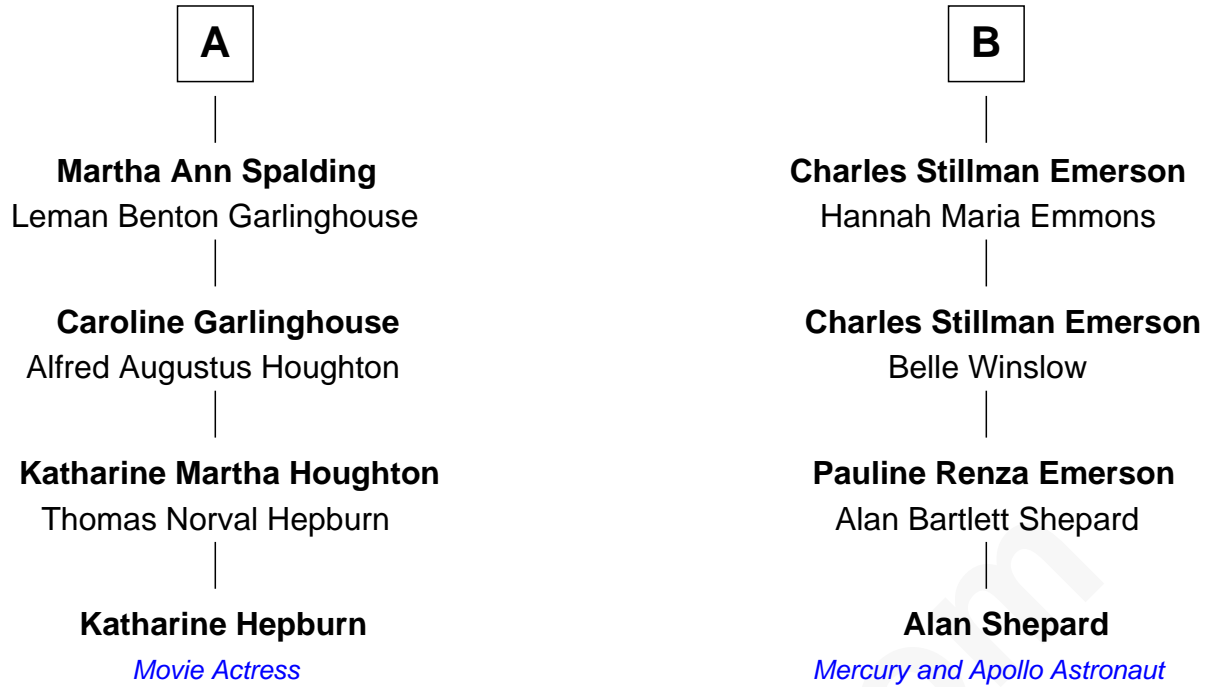 A
Martha Ann Spalding
Leman Benton Garlinghouse
Caroline Garlinghouse
Alfred Augustus Houghton
Katharine Martha Houghton
Thomas Norval Hepburn
Katharine Hepburn
Movie Actress
B
Charles Stillman Emerson
Hannah Maria Emmons
Charles Stillman Emerson
Belle Winslow
Pauline Renza Emerson
Alan Bartlett Shepard
Alan Shepard
Mercury and Apollo Astronaut